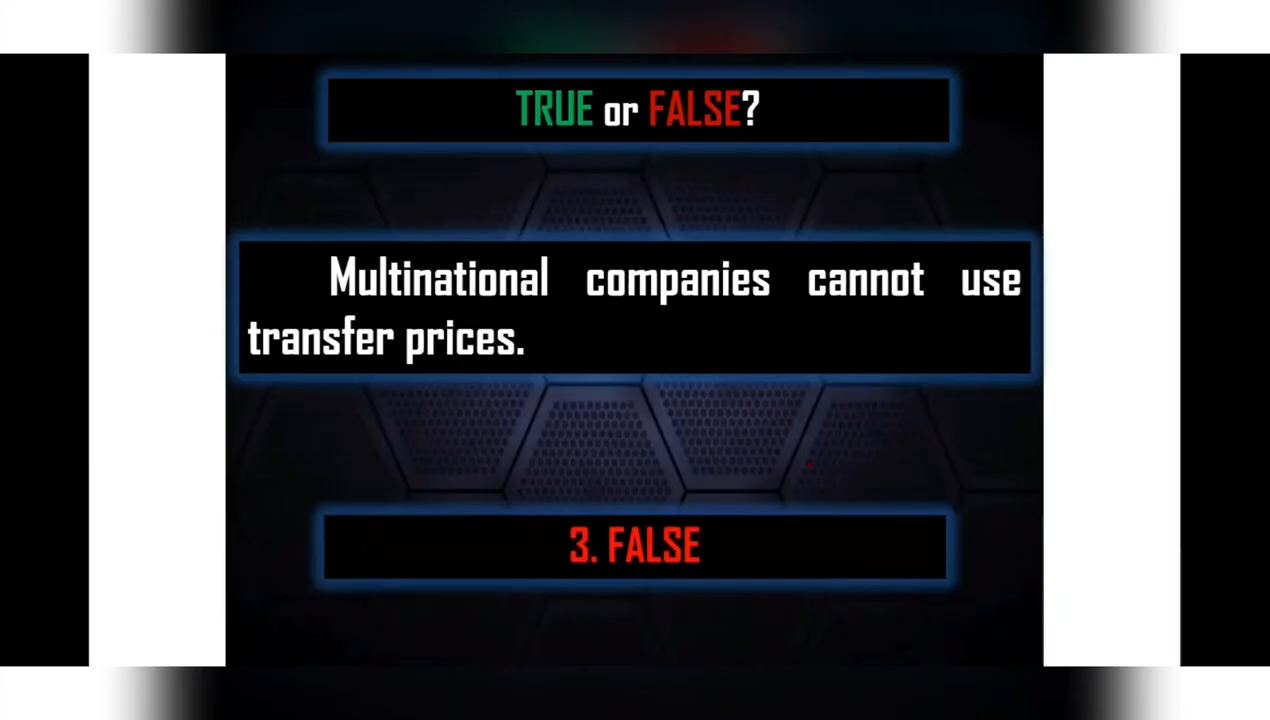 TRUE or FALSE?
Multinational companies cannot use
transfer prices.
3. FALSE